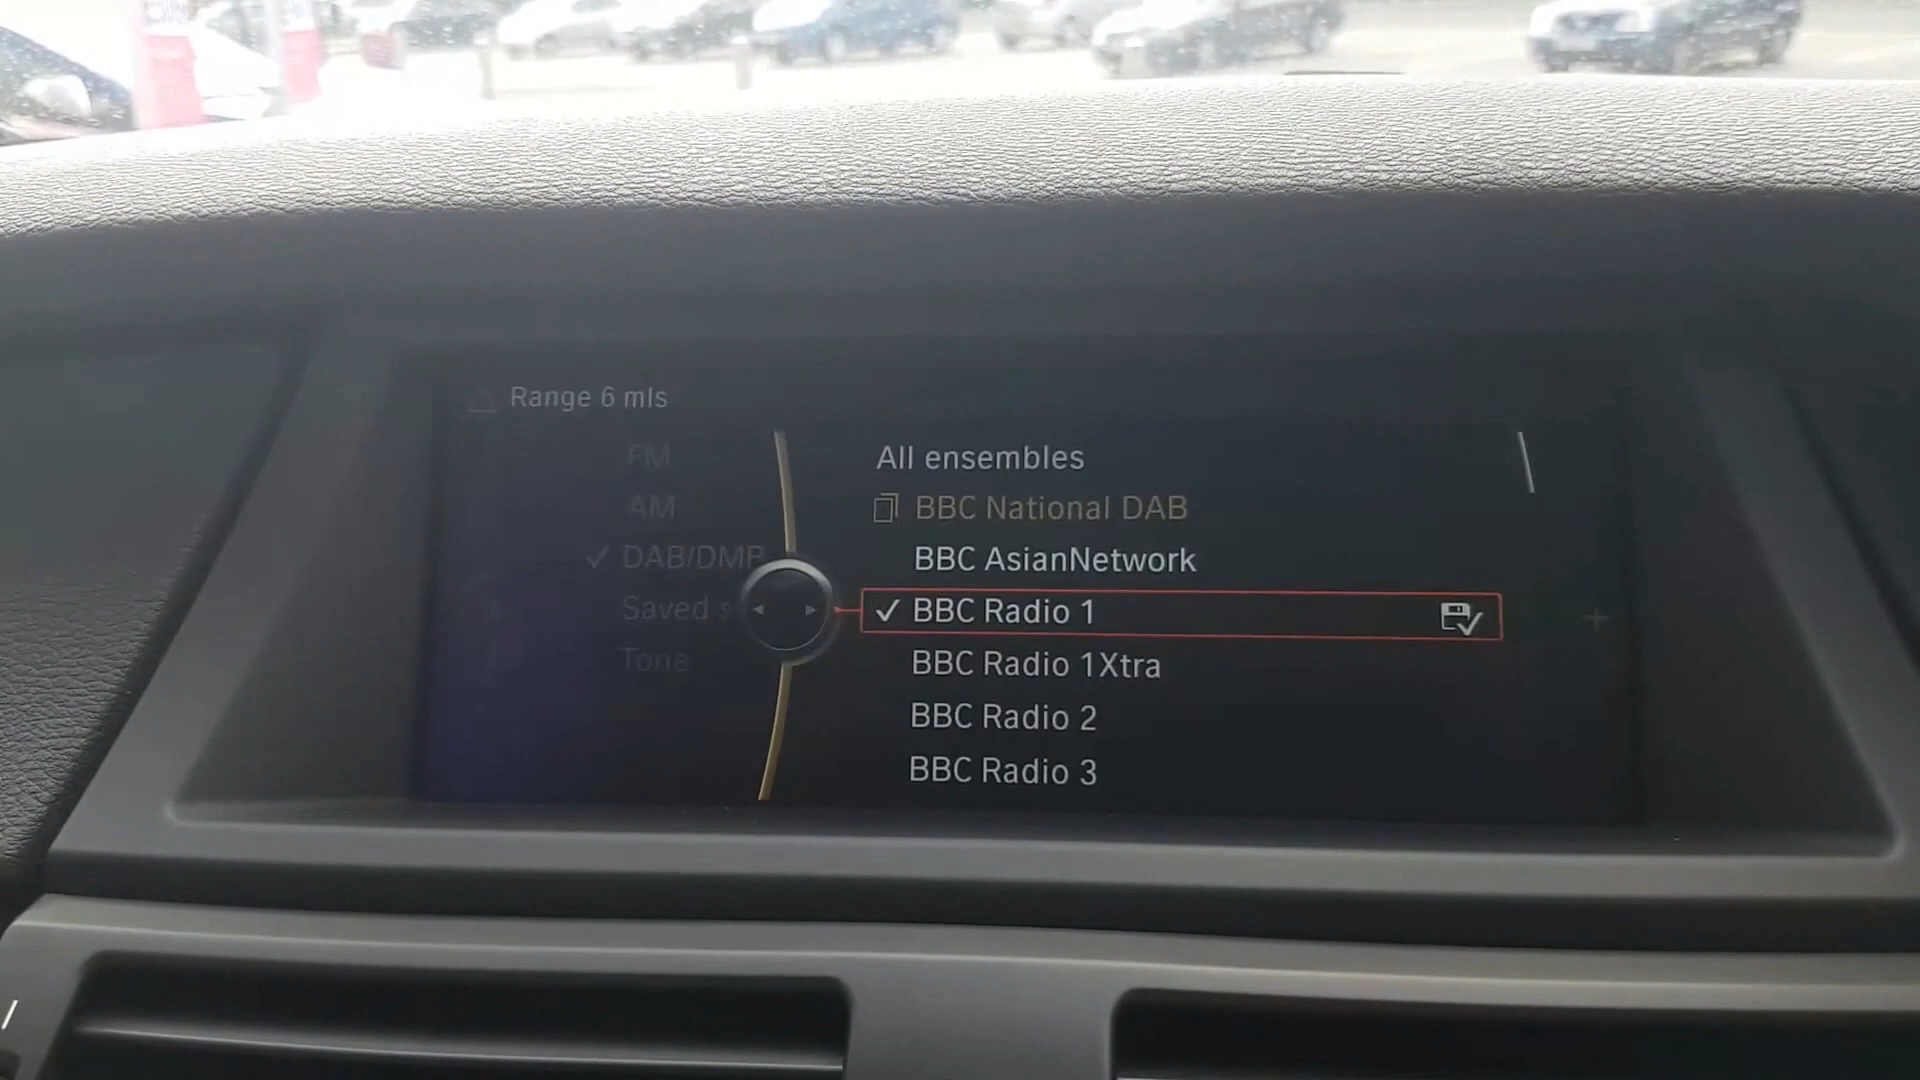 Range 6 mls
FM
AM
DAB/DMB
Saved s
Tone
All ensembles
BBC National DAB
BBC AsianNetwork
BBC Radio 1
BBC Radio 1Xtra
BBC Radio 2
BBC Radio 3